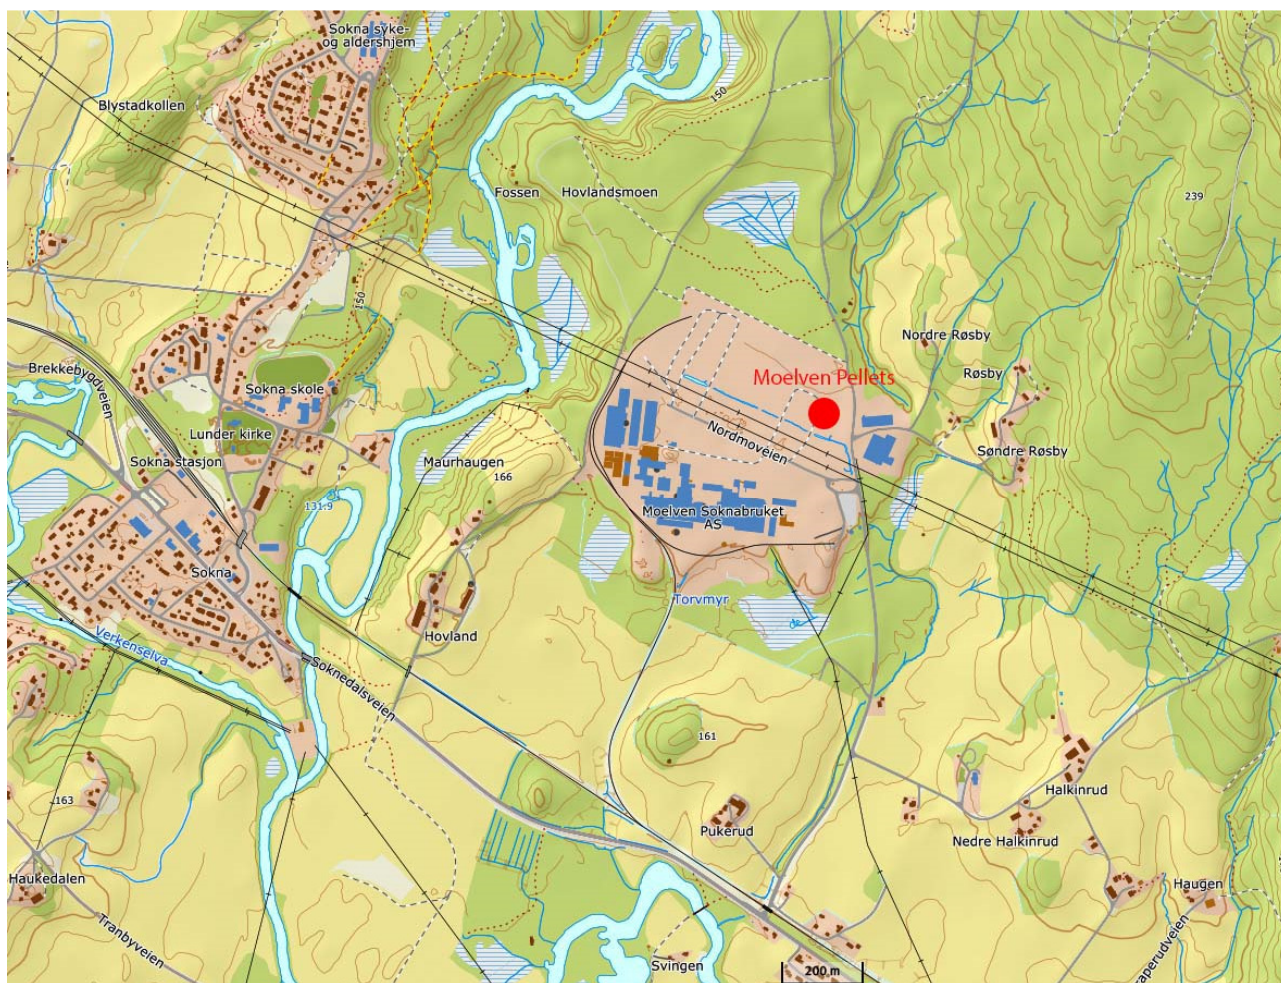 Sokna syke-
og aldershjem
Blystadkollen
150
239
Fossen
Hovlandsmoen
150
Nordre Røsby
Brekkebygdveien
Moelven Pellets
Røsby
Sokna skole
Nordmoveien
Lunder kirke
Søndre Røsby
Sokna stasjon
Maurhaugen
166
131.9
Moelven Soknabruket
AS
Sokna
Torvmyr
de
Hovland
Verkenselva
Soknedalsveien
161
163
Halkinrud
Pukerud
Nedre Halkinrud
Haukedalen
Haugen
Tranbyveien
aperudveien
Svingen
200 m